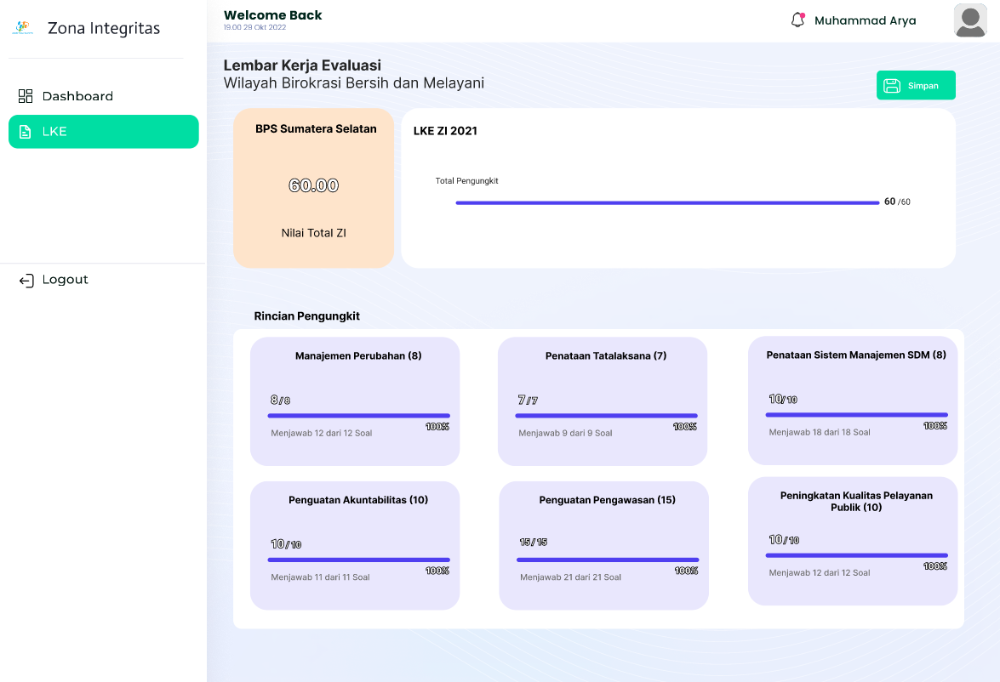 Zona Integritas
Dashboard
LKE
Logout
Welcome Back
19.00 29 Okt 2022
Muhammad Arya
Lembar Kerja Evaluasi
Wilayah Birokrasi Bersih dan Melayani
Simpan
BPS Sumatera Selatan
60.00
Nilai Total ZI
LKE ZI 2021
Total Pengungkit
60 /60
Rincian Pengungkit
Manajemen Perubahan (8)
8/8
100%
Menjawab 12 dari 12 Soal
Penataan Tatalaksana (7)
7/7
100%
Menjawab 9 dari 9 Soal
Penataan Sistem Manajemen SDM (8)
10/10
100%
Menjawab 18 dari 18 Soal
Penguatan Akuntabilitas (10)
10/10
100%
Menjawab 11 dari 11 Soal
Penguatan Pengawasan (15)
15/15
100%
Menjawab 21 dari 21 Soal
Peningkatan Kualitas Pelayanan
Publik (10)
10/10
100%
Menjawab 12 dari 12 Soal